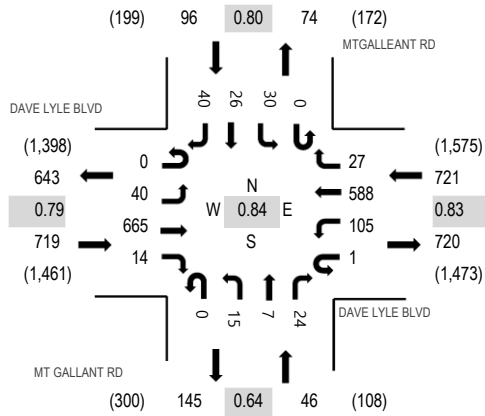 (199) 96 0.80 74 (172)
MTGALLEANT RD
DAVE LYLE BLVD
40 26 30 0
(1,398)
643
0.79
719
(1,461)
0
40
665
14
N
W 0.84 E
S
27
588
105
1
(1,575)
721
0.83
720
(1,473)
0 15 7 24
DAVE LYLE BLVD
MT GALLANT RD
(300) 145 0.64 46 (108)